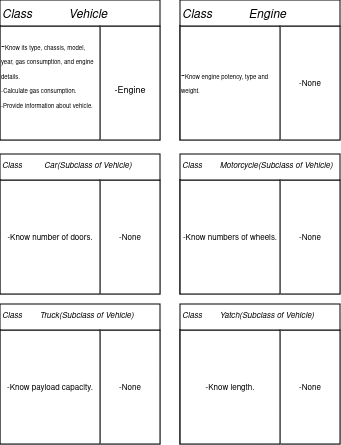 Class Vehicle
-Know its type, chassis, model,
year, gas consumption, and engine
details.
-Calculate gas consumption.
-Provide information about vehicle.
-Engine
Class Engine
-Know engine potency, type and
weight.
-None
Class Car(Subclass of Vehicle)
-Know number of doors.
-None
Class Motorcycle(Subclass of Vehicle)
-Know numbers of wheels.
-None
Class Truck(Subclass of Vehicle)
-Know payload capacity.
-None
Class Yatch(Subclass of Vehicle)
-Know length.
-None